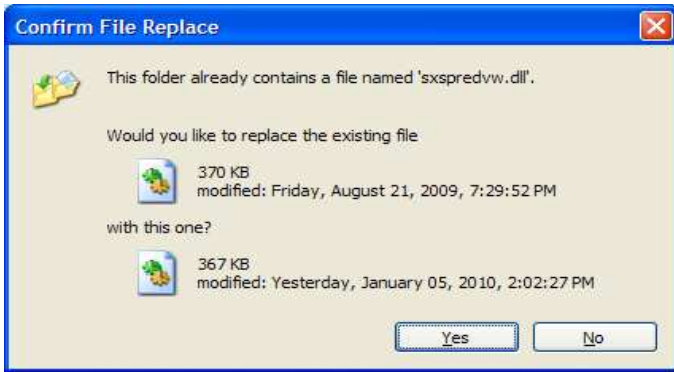 Confirm File Replace
This folder already contains a file named 'sxspredvw.dll'.
Would you like to replace the existing file
370 KB
modified: Friday, August 21, 2009, 7:29:52 PM
with this one?
367 KB
modified: Yesterday, January 05, 2010, 2:02:27 PM
Yes No